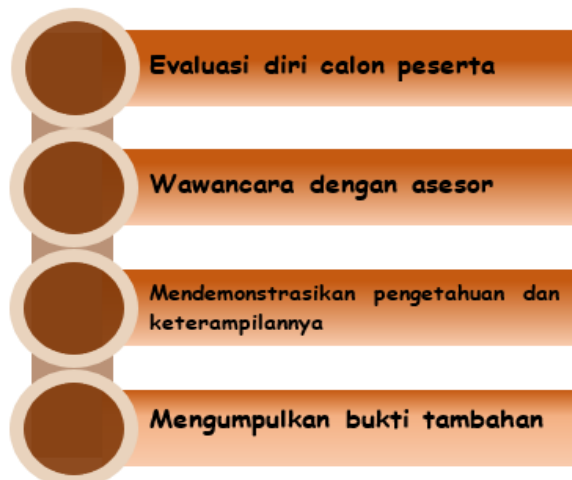 Evaluasi diri calon peserta
Wawancara dengan asesor
Mendemonstrasikan pengetahuan dan
keterampilannya
Mengumpulkan bukti tambahan